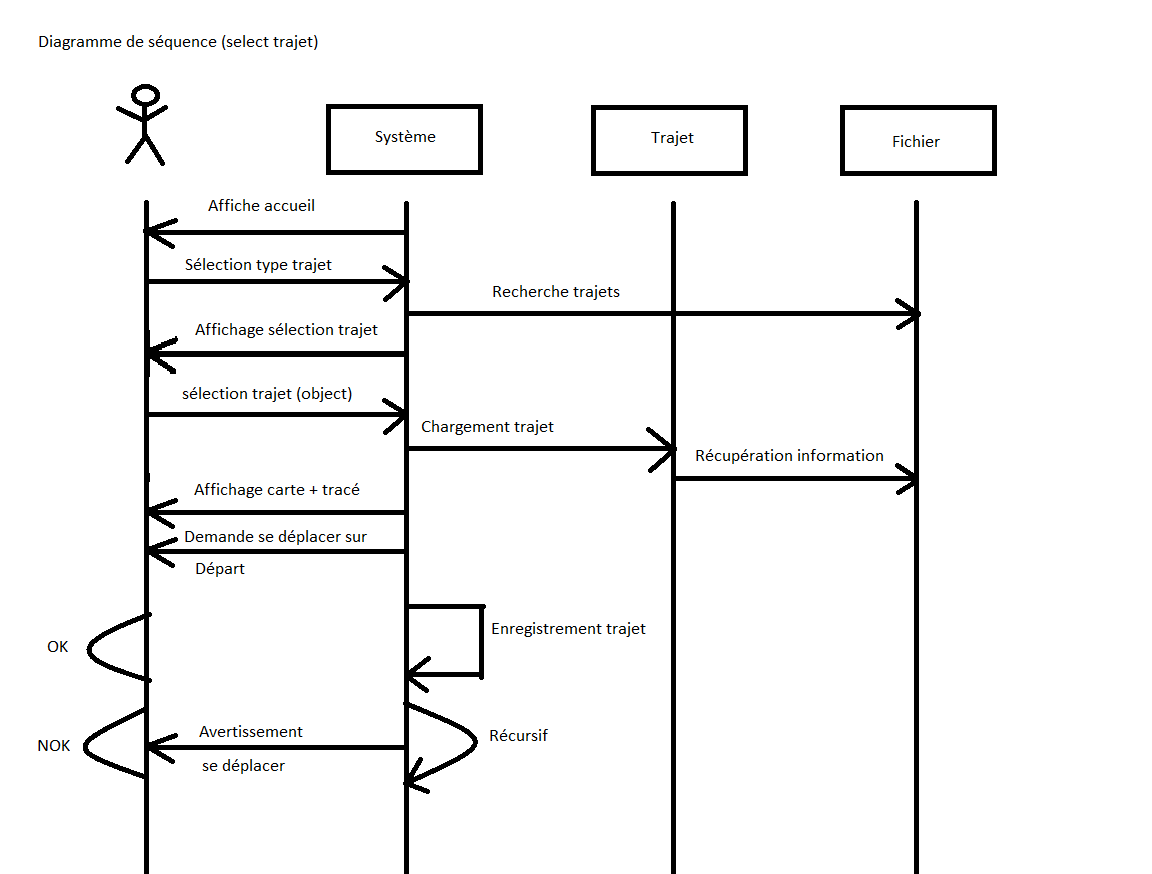 Diagramme de séquence (select trajet)
Système
Trajet
Fichier
Affiche accueil
Sélection type trajet
Recherche trajets
Affichage sélection trajet
sélection trajet (object)
Chargement trajet
Récupération information
Affichage carte + tracé
Demande se déplacer sur
Départ
Enregistrement trajet
OK
Avertissement
Récursif
NOK
se déplacer